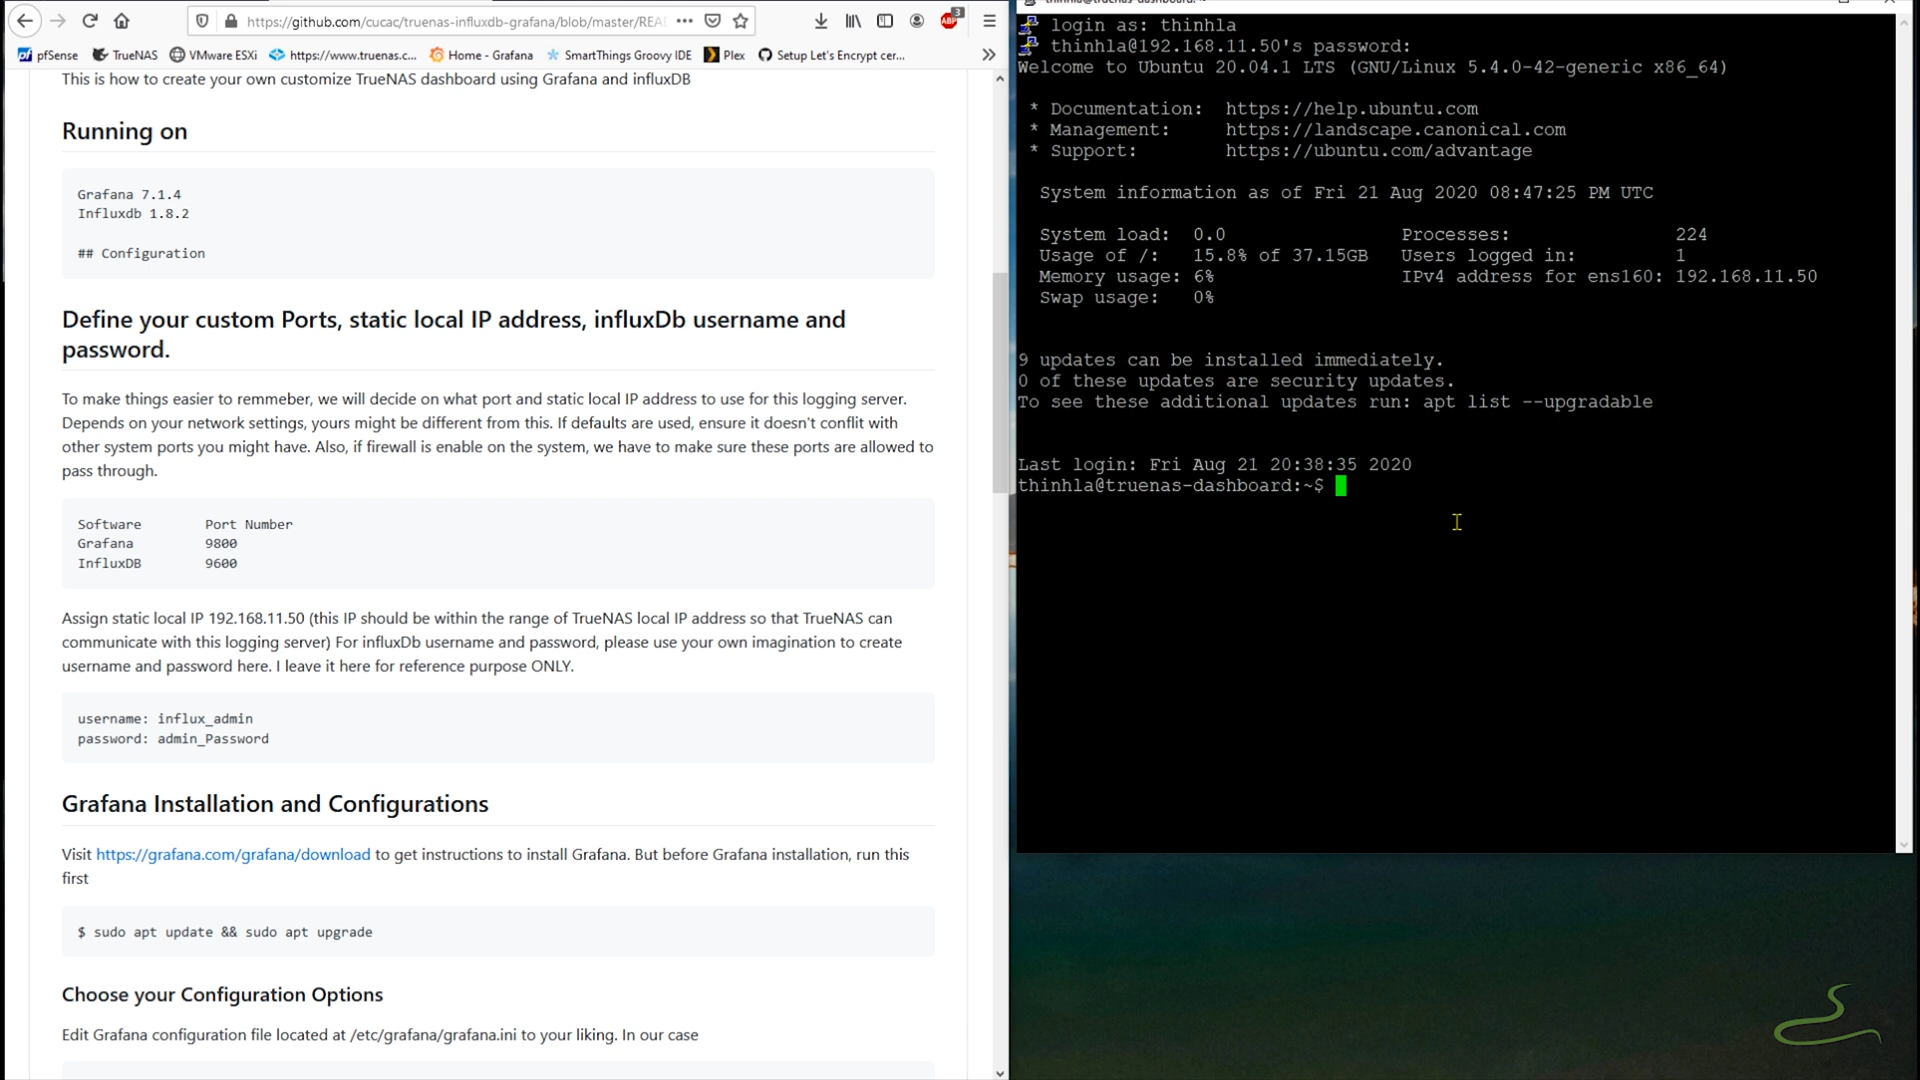 https://github.com/cucac/truenas-influxdb-grafana/blob/master/REA
ABP
3
pfSense
TrueNAS
VMware ESXi
https://www.truenas.c...
Home - Grafana
SmartThings Groovy IDE
Plex
Setup Let's Encrypt cer...
This is how to create your own customize TrueNAS dashboard using Grafana and influxDB
Running on
Grafana 7.1.4
Influxdb 1.8.2
## Configuration
Define your custom Ports, static local IP address, influxDb username and
password.
To make things easier to remmeber, we will decide on what port and static local IP address to use for this logging server.
Depends on your network settings, yours might be different from this. If defaults are used, ensure it doesn't conflict with
other system ports you might have. Also, if firewall is enable on the system, we have to make sure these ports are allowed to
pass through.
Software Port Number
Grafana 9800
InfluxDB 9600
Assign static local IP 192.168.11.50 (this IP should be within the range of TrueNAS local IP address so that TrueNAS can
communicate with this logging server) For influxDb username and password, please use your own imagination to create
username and password here. I leave it here for reference purpose ONLY.
username: influx_admin
password: admin_Password
Grafana Installation and Configurations
Visit https://grafana.com/grafana/download to get instructions to install Grafana. But before Grafana installation, run this
first
$ sudo apt update && sudo apt upgrade
Choose your Configuration Options
Edit Grafana configuration file located at /etc/grafana/grafana.ini to your liking. In our case
login as: thinhla
thinhla@192.168.11.50's password:
Welcome to Ubuntu 20.04.1 LTS (GNU/Linux 5.4.0-42-generic x86_64)
* Documentation: https://help.ubuntu.com
* Management: https://landscape.canonical.com
* Support: https://ubuntu.com/advantage
System information as of Fri 21 Aug 2020 08:47:25 PM UTC
System load: 0.0 Processes: 224
Usage of /: 15.8% of 37.15GB Users logged in: 1
Memory usage: 6% IPv4 address for ens160: 192.168.11.50
Swap usage: 0%
9 updates can be installed immediately.
0 of these updates are security updates.
To see these additional updates run: apt list --upgradable
Last login: Fri Aug 21 20:38:35 2020
thinhla@truenas-dashboard:~$